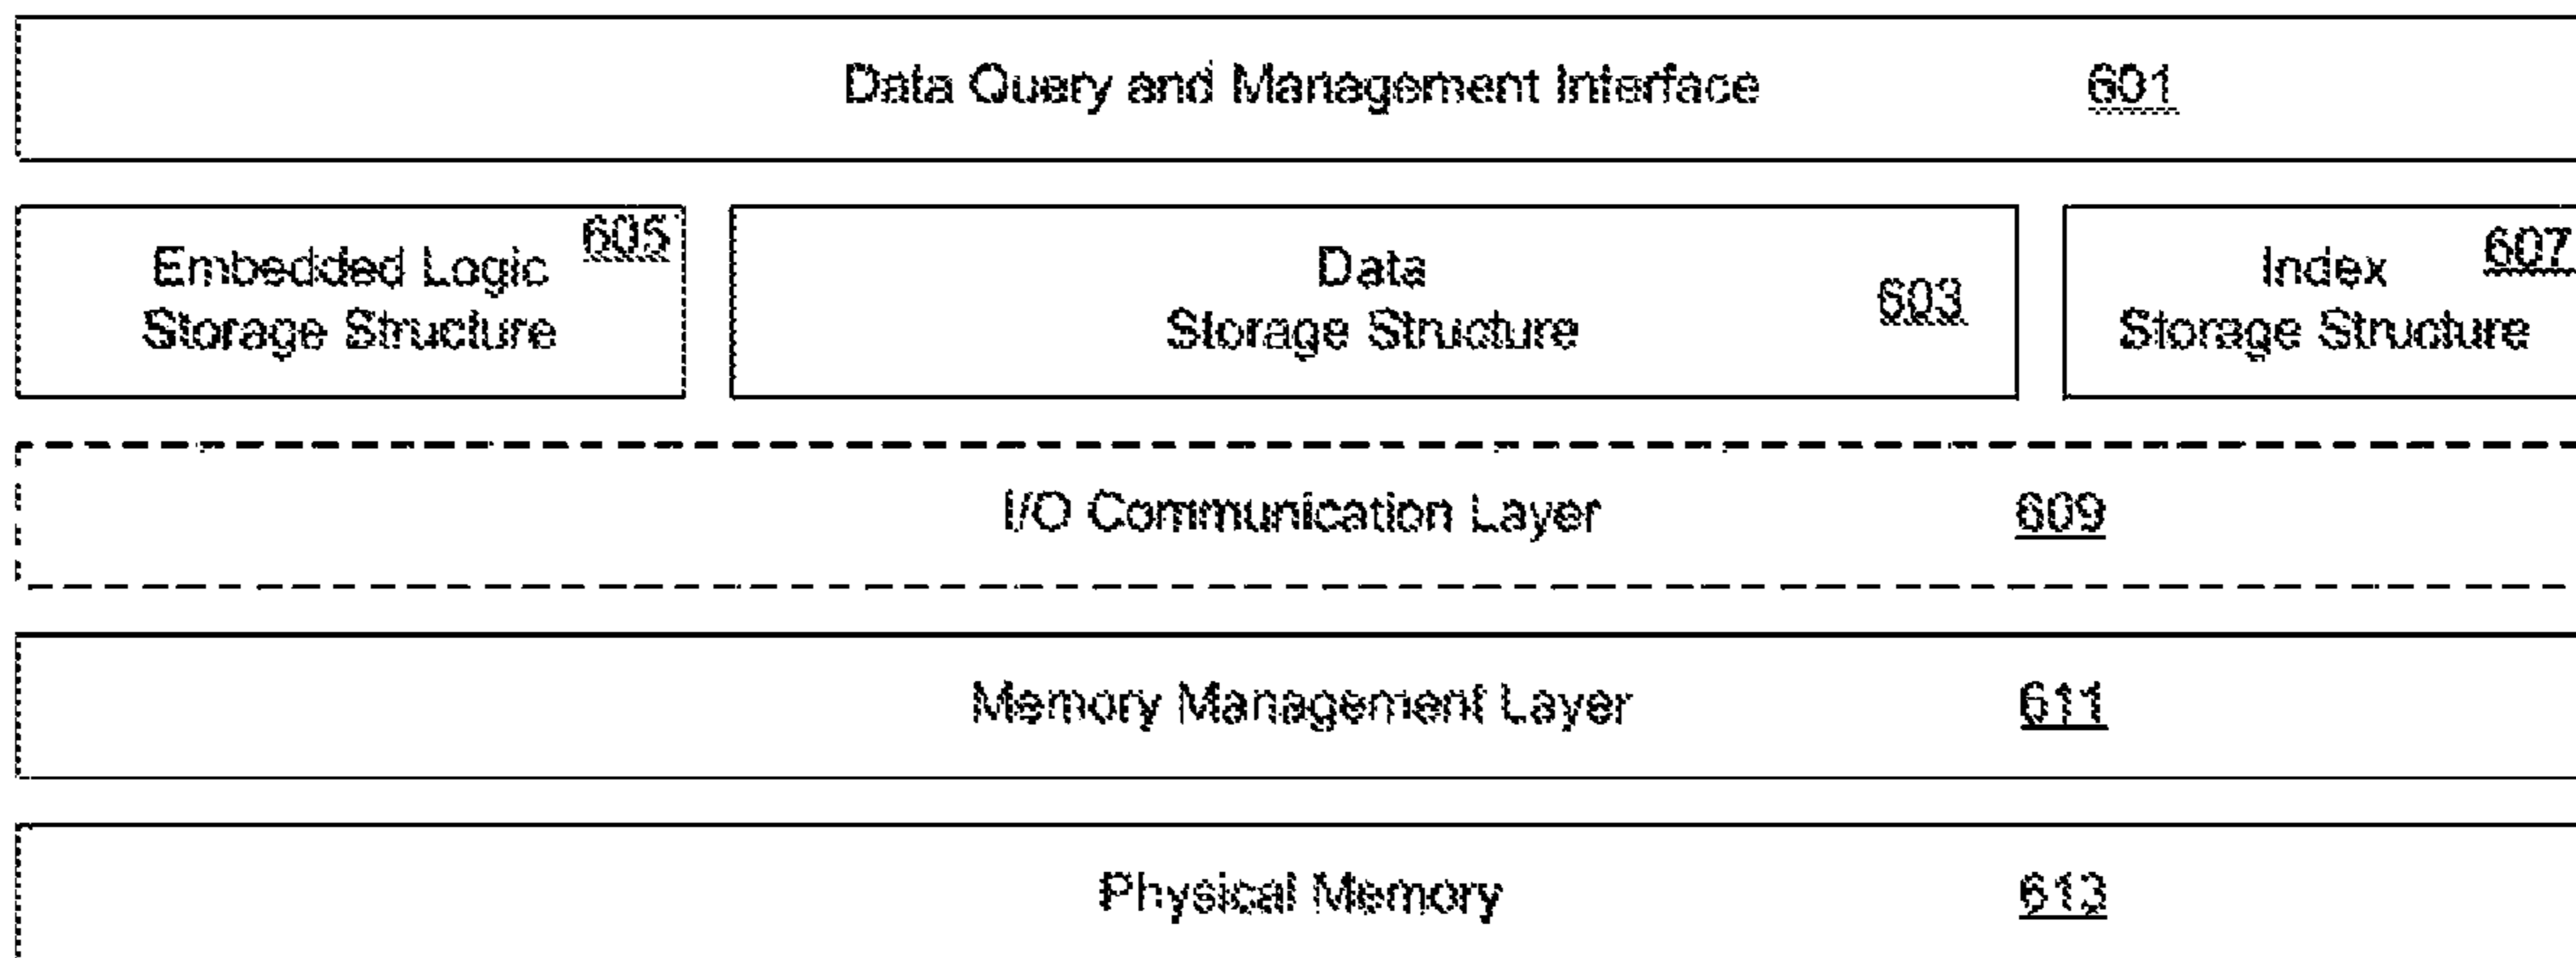 Data Query and Management Interface 601
Embedded Logic 605
Storage Structure
Data
Storage Structure 603
Index 607
Storage Structure
I/O Communication Layer 609
Memory Management Layer 611
Physical Memory 613